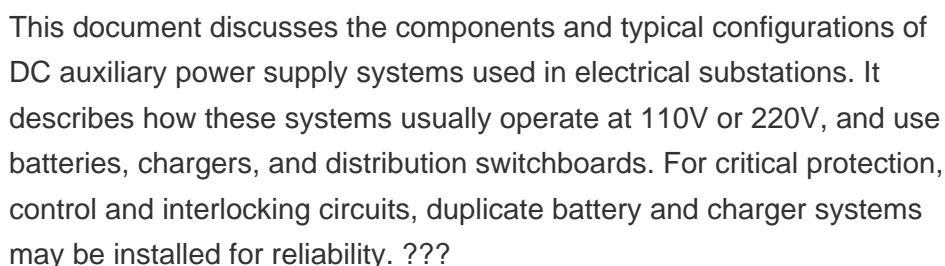 This document discusses the components and typical configurations of
DC auxiliary power supply systems used in electrical substations. It
describes how these systems usually operate at 110V or 220V, and use
batteries, chargers, and distribution switchboards. For critical protection,
control and interlocking circuits, duplicate battery and charger systems
may be installed for reliability. ???